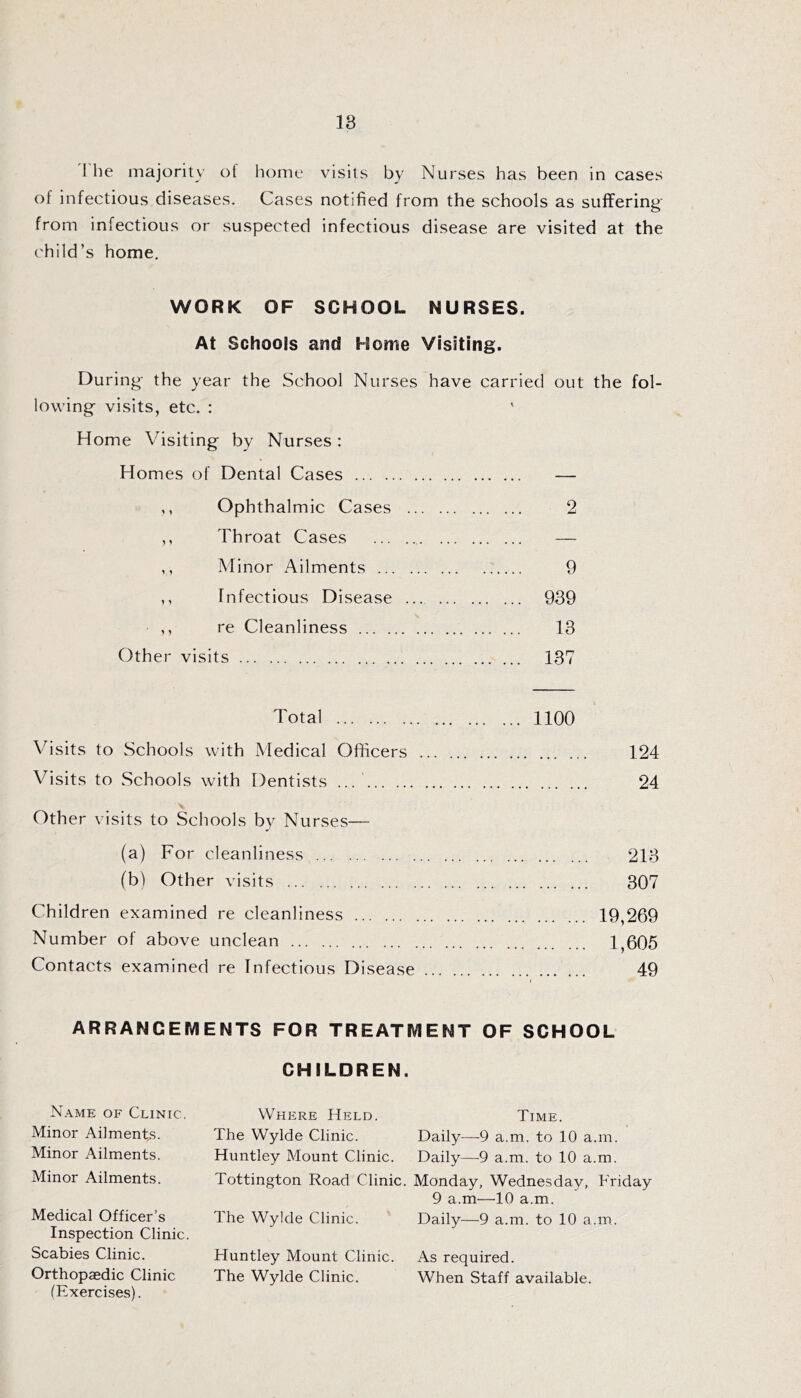 13
The majority of home visits by Nurses has been in cases
of infectious diseases. Cases notified from the schools as suffering
from infectious or suspected infectious disease are visited at the
child's home.
WORK OF SCHOOL NURSES.
At Schools and Home Visiting.
During the year the School Nurses have carried out the fol-
lowing visits, etc. :
Home Visiting by Nurses :
Homes of Dental Cases ... ... ... ... ... ... —
,, Ophthalmic Cases ... ... ... ... 2
,, Throat Cases ... ... ... ... ... —
,, Minor Ailments ... ... ... ... ... 9
,, Infectious Disease ... ... ... ... 939
,, re Cleanliness ... ... ... ... ... ... 13
Other visits ... ... ... ... ... ... ... ... ... ... 137
Total ... ... ... ... ... ... 1100
Visits to Schools with Medical Officers ... ... ... ... ... ... 124
Visits to Schools with Dentists ... ... ... ... ... ... ... ... ... 24
Other visits to Schools by Nurses—
(a) For cleanliness ... ... ... ... ... ... ... ... ... 213
(b) Other visits ... ... ... ... ... ... ... ... ... ... 307
Children examined re cleanliness ... ... ... ... ... ... ... ... 19,269
Number of above unclean ... ... ... ... ... ... ... ... ... ... 1,605
Contacts examined re Infectious Disease ... ... ... ... ... ... 49
ARRANGEMENTS FOR TREATMENT OF SCHOOL
CHILDREN.
NAME OF CLINIC. WHERE HELD. TIME.
Minor Ailments. The Wylde Clinic. Daily—9 a.m. to 10 a.m.
Minor Ailments. Huntley Mount Clinic. Daily—9 a.m. to 10 a.m.
Minor Ailments. Tottington Road Clinic. Monday, Wednesday, Friday
9 a.m—10 a.m.
Medical Officer's The Wylde Clinic. Daily—9 a.m. to 10 a.m.
Inspection Clinic.
Scabies Clinic. Huntley Mount Clinic. As required.
Orthopædic Clinic The Wylde Clinic. When Staff available.
(Exercises).